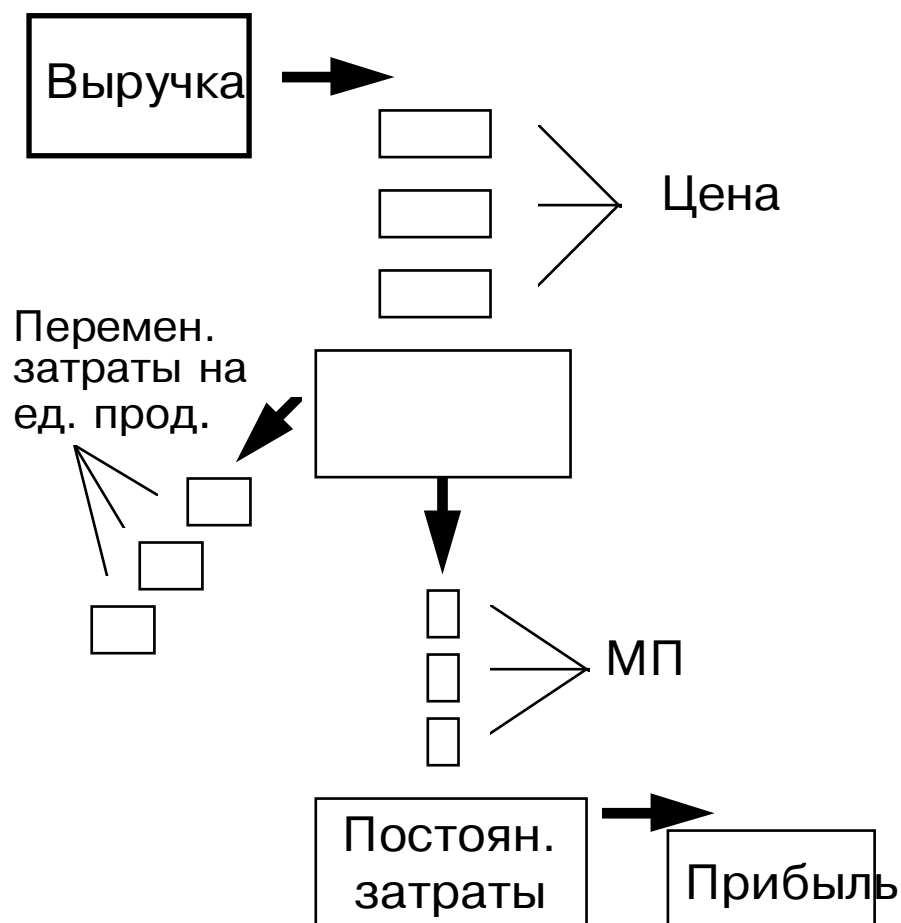 Выручка
Цена
Перемен.
затраты на
ед. прод.
МП
Постоян.
затраты
Прибыль